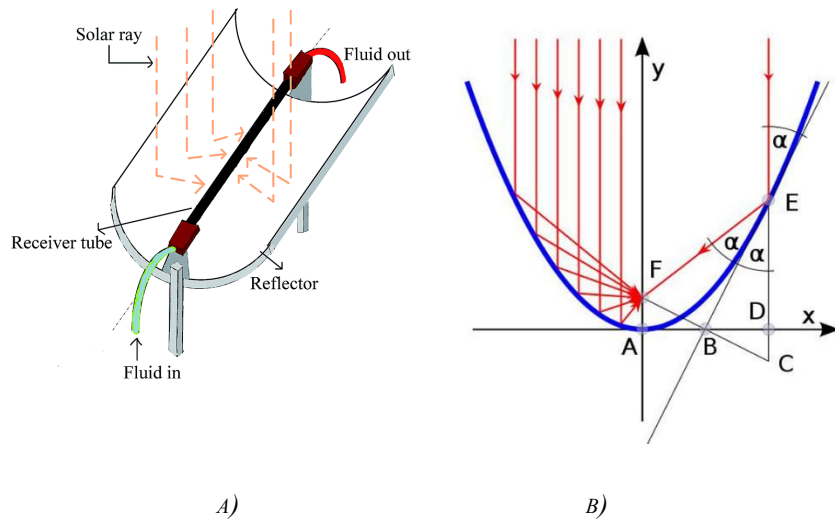 Solar ray
Fluid out
Receiver tube
Reflector
Fluid in
A)
y
α
E
α α
F
D
x
A
B
C
B)